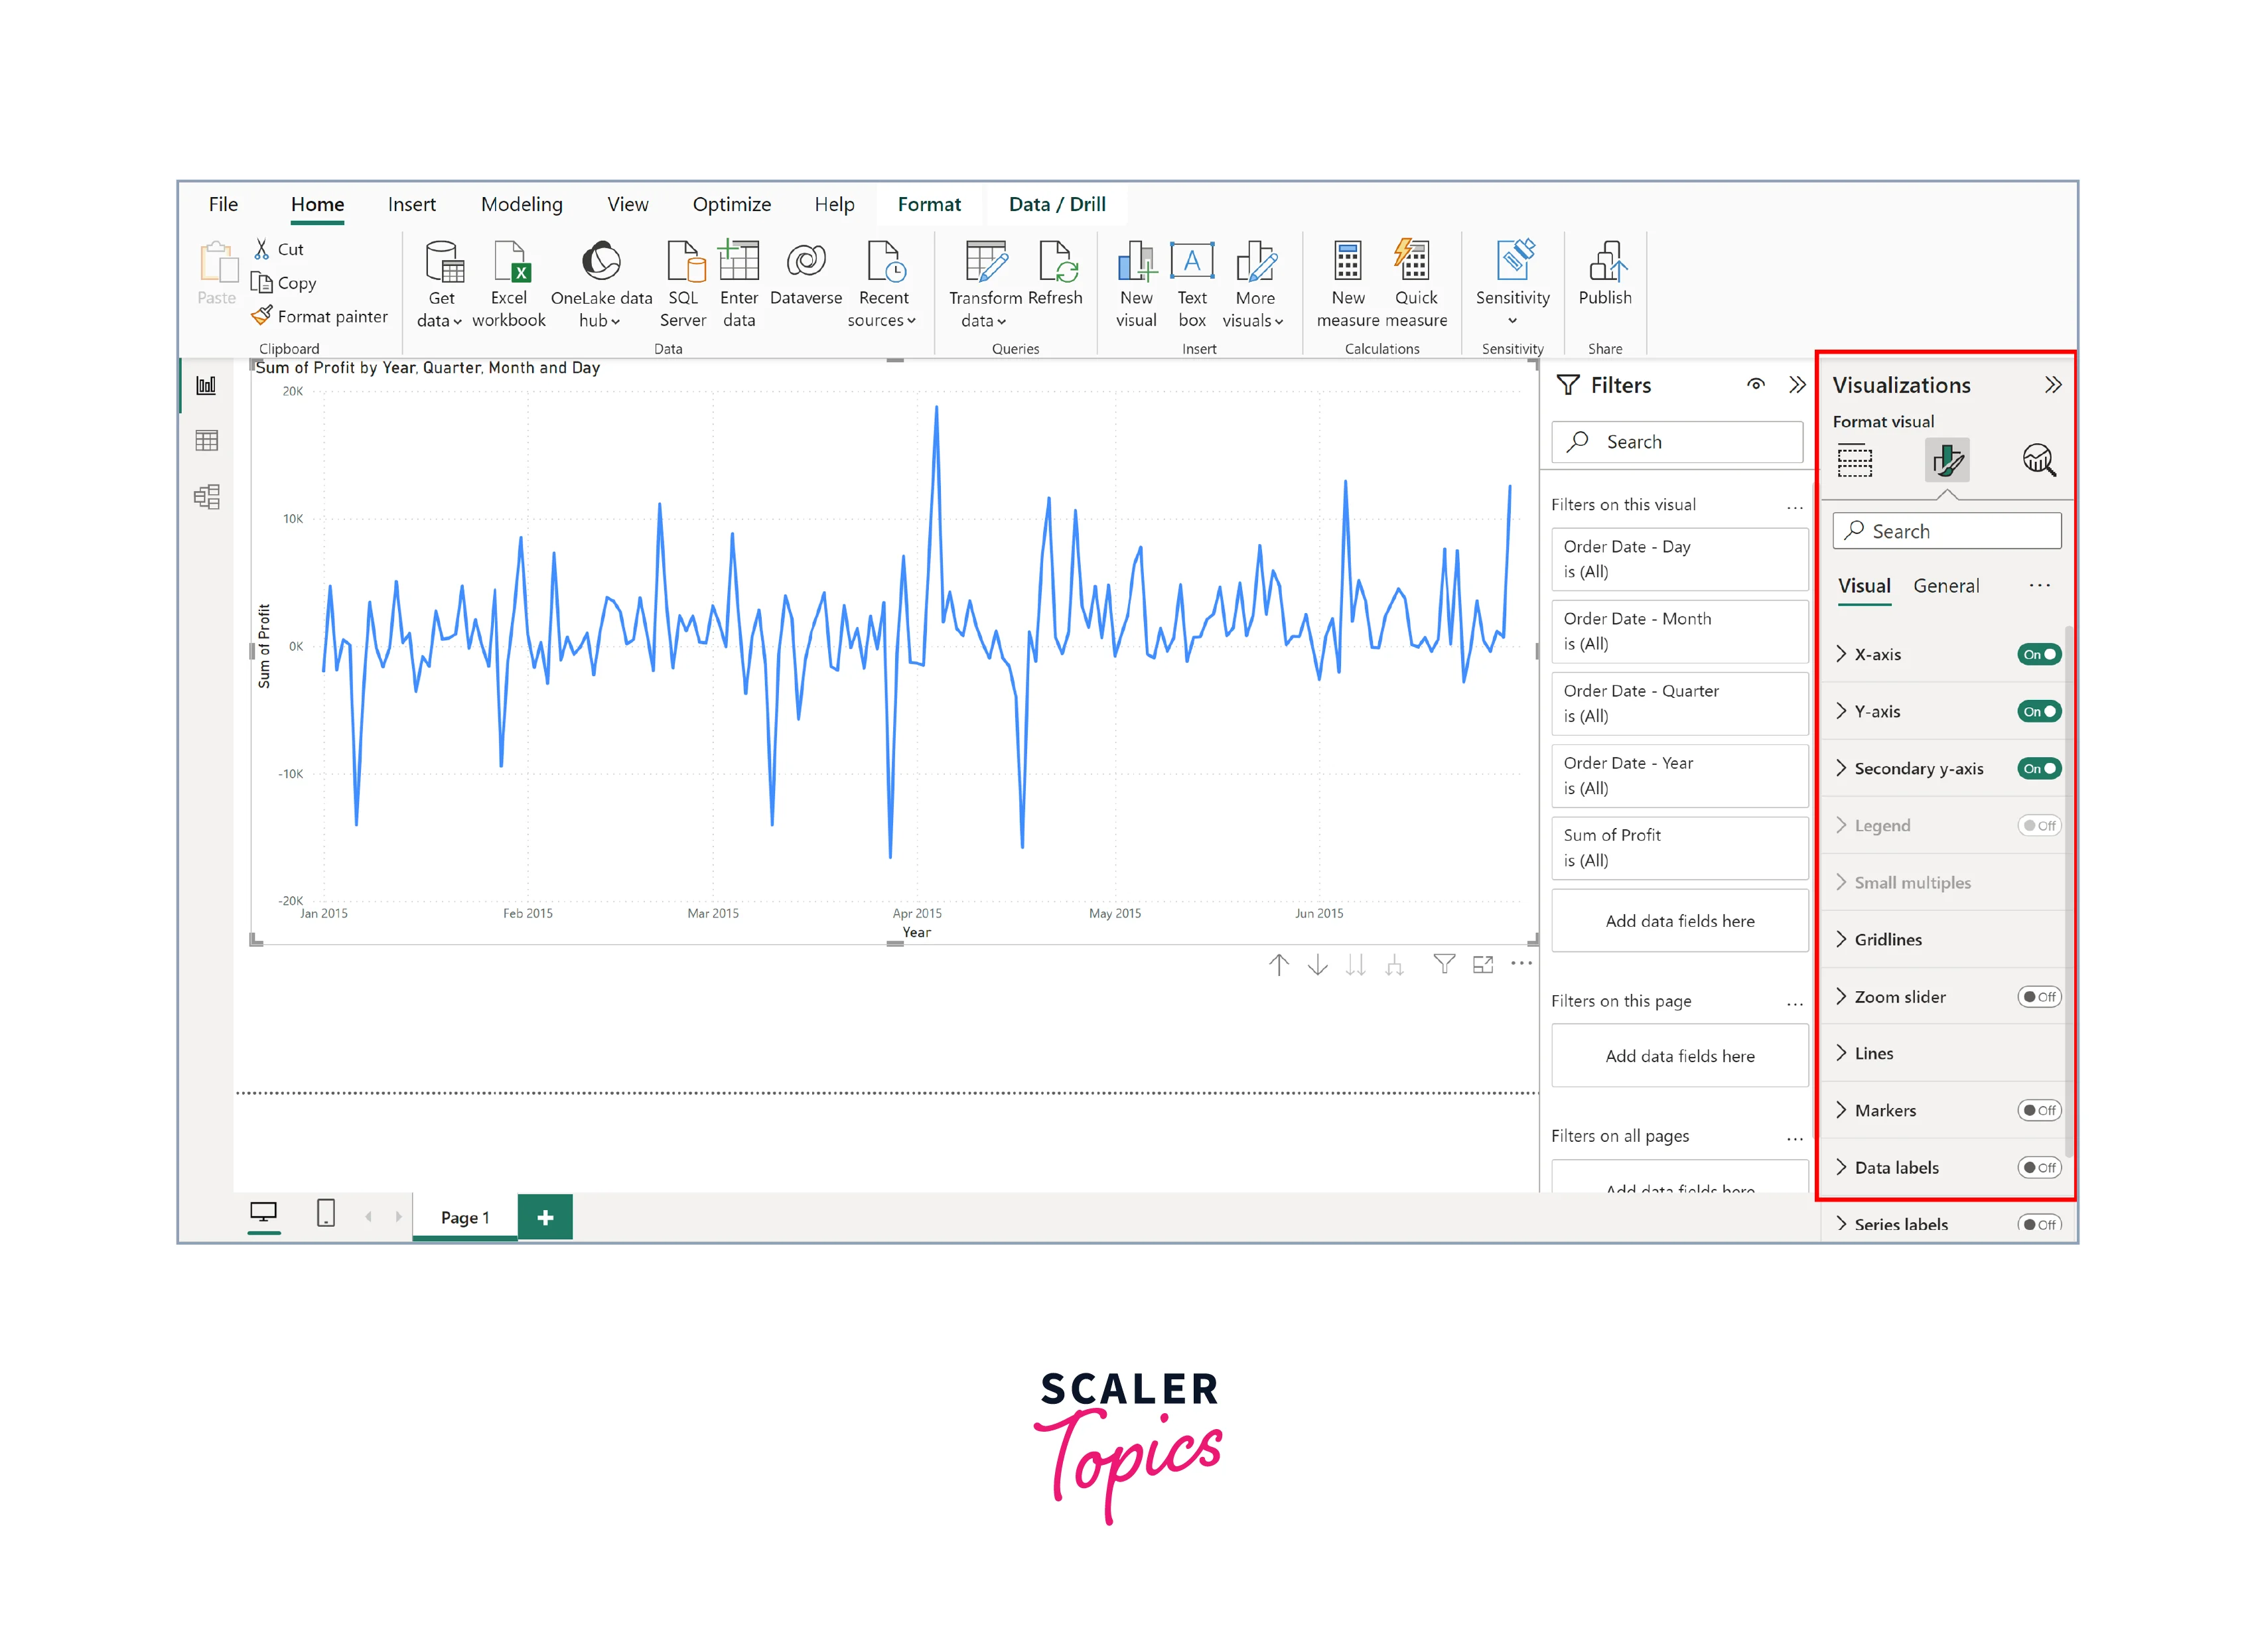 File Home Insert Modeling View Optimize Help Format Data / Drill
Paste
Cut
Copy
Format painter
Clipboard
Get data
Excel workbook
OneLake data hub
SQL Server
Enter data
Dataverse
Recent sources
Data
Transform data
Refresh
Queries
New visual
Text box
More visuals
Insert
New measure
Quick measure
Calculations
Sensitivity
Sensitivity
Publish
Share
Sum of Profit by Year, Quarter, Month and Day
20K
10K
0K
-10K
-20K
Sum of Profit
Jan 2015 Feb 2015 Mar 2015 Apr 2015 May 2015 Jun 2015
Year
Filters
Search
Filters on this visual ...
Order Date - Day
is (All)
Order Date - Month
is (All)
Order Date - Quarter
is (All)
Order Date - Year
is (All)
Sum of Profit
is (All)
Add data fields here
Filters on this page ...
Add data fields here
Filters on all pages ...
Add data fields here
Visualizations
Format visual
Search
Visual General ...
X-axis On
Y-axis On
Secondary y-axis On
Legend Off
Small multiples
Gridlines
Zoom slider Off
Lines
Markers Off
Data labels Off
Series labels Off
Page 1
SCALER
Topics